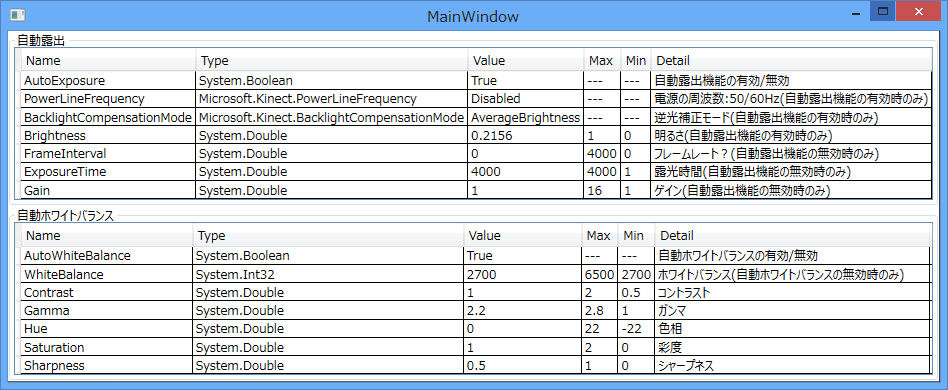 MainWindow
自動露出
Name Type Value Max Min Detail
AutoExposure System.Boolean True --- --- 自動露出機能の有効/無効
PowerLineFrequency Microsoft.Kinect.PowerLineFrequency Disabled --- --- 電源の周波数:50/60Hz(自動露出機能の有効時のみ)
BacklightCompensationMode Microsoft.Kinect.BacklightCompensationMode AverageBrightness --- --- 逆光補正モード(自動露出機能の有効時のみ)
Brightness System.Double 0.2156 1 0 明るさ(自動露出機能の有効時のみ)
FrameInterval System.Double 0 4000 0 フレームレート？(自動露出機能の無効時のみ)
ExposureTime System.Double 4000 4000 1 露光時間(自動露出機能の無効時のみ)
Gain System.Double 1 16 1 ゲイン(自動露出機能の無効時のみ)
自動ホワイトバランス
Name Type Value Max Min Detail
AutoWhiteBalance System.Boolean True --- --- 自動ホワイトバランスの有効/無効
WhiteBalance System.Int32 2700 6500 2700 ホワイトバランス(自動ホワイトバランスの無効時のみ)
Contrast System.Double 1 2 0.5 コントラスト
Gamma System.Double 2.2 2.8 1 ガンマ
Hue System.Double 0 22 -22 色相
Saturation System.Double 1 2 0 彩度
Sharpness System.Double 0.5 1 0 シャープネス